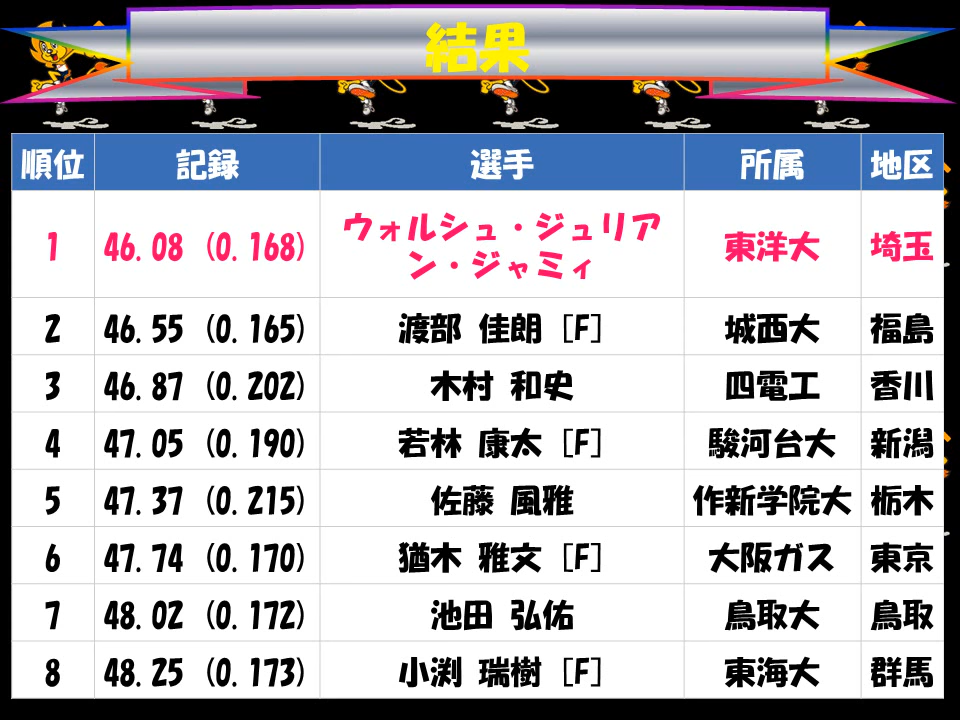 結果
順位 記録 選手 所属 地区
1 46.08 (0.168) ウォルシュ・ジュリア
ン・ジャミィ 東洋大 埼玉
2 46.55 (0.165) 渡部 佳朗 [F] 城西大 福島
3 46.87 (0.202) 木村 和史 四電工 香川
4 47.05 (0.190) 若林 康太 [F] 駿河台大 新潟
5 47.37 (0.215) 佐藤 風雅 作新学院大 栃木
6 47.74 (0.170) 猶木 雅文 [F] 大阪ガス 東京
7 48.02 (0.172) 池田 弘佑 鳥取大 鳥取
8 48.25 (0.173) 小渕 瑞樹 [F] 東海大 群馬